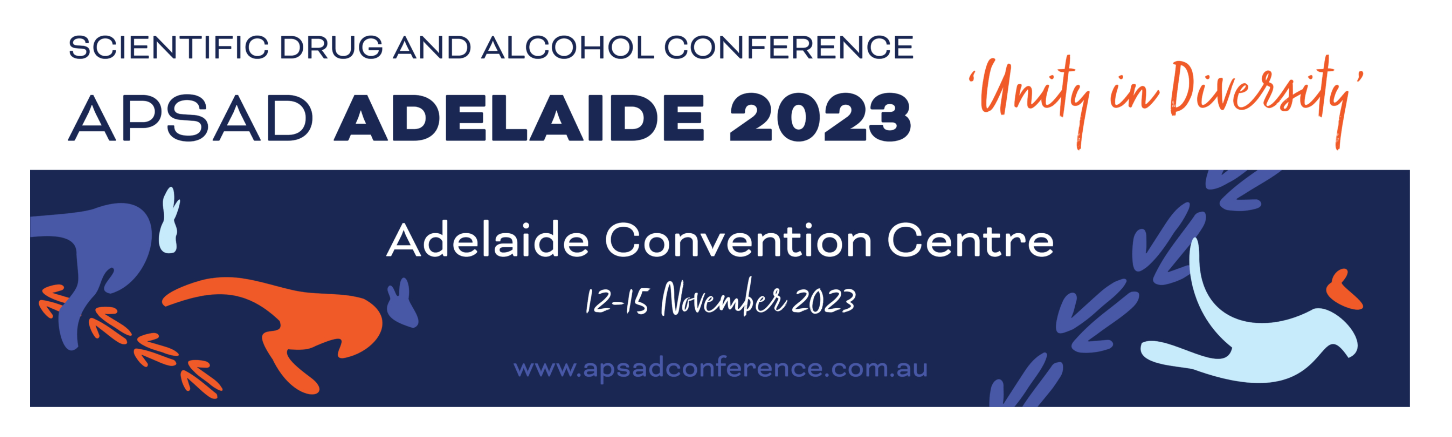 SCIENTIFIC DRUG AND ALCOHOL CONFERENCE
APSAD ADELAIDE 2023
'Unity in Diversity'
Adelaide Convention Centre
12-15 November 2023
www.apsadconference.com.au